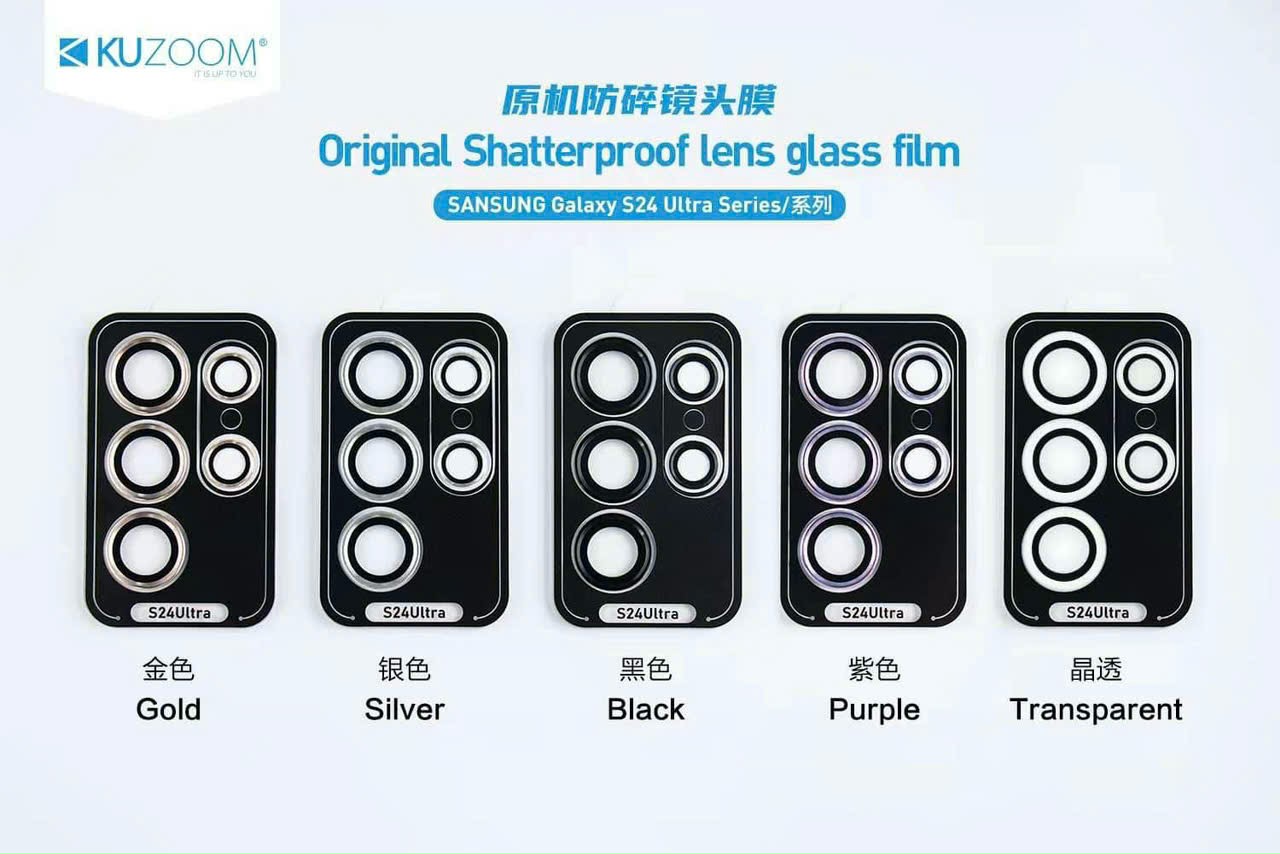 KUZOOM®
IT IS UP TO YOU
原机防碎镜头膜
Original Shatterproof lens glass film
SANSUNG Galaxy S24 Ultra Series/系列
S24Ultra
S24Ultra
S24Ultra
S24Ultra
S24Ultra
金色
银色
黑色
紫色
晶透
Gold
Silver
Black
Purple
Transparent